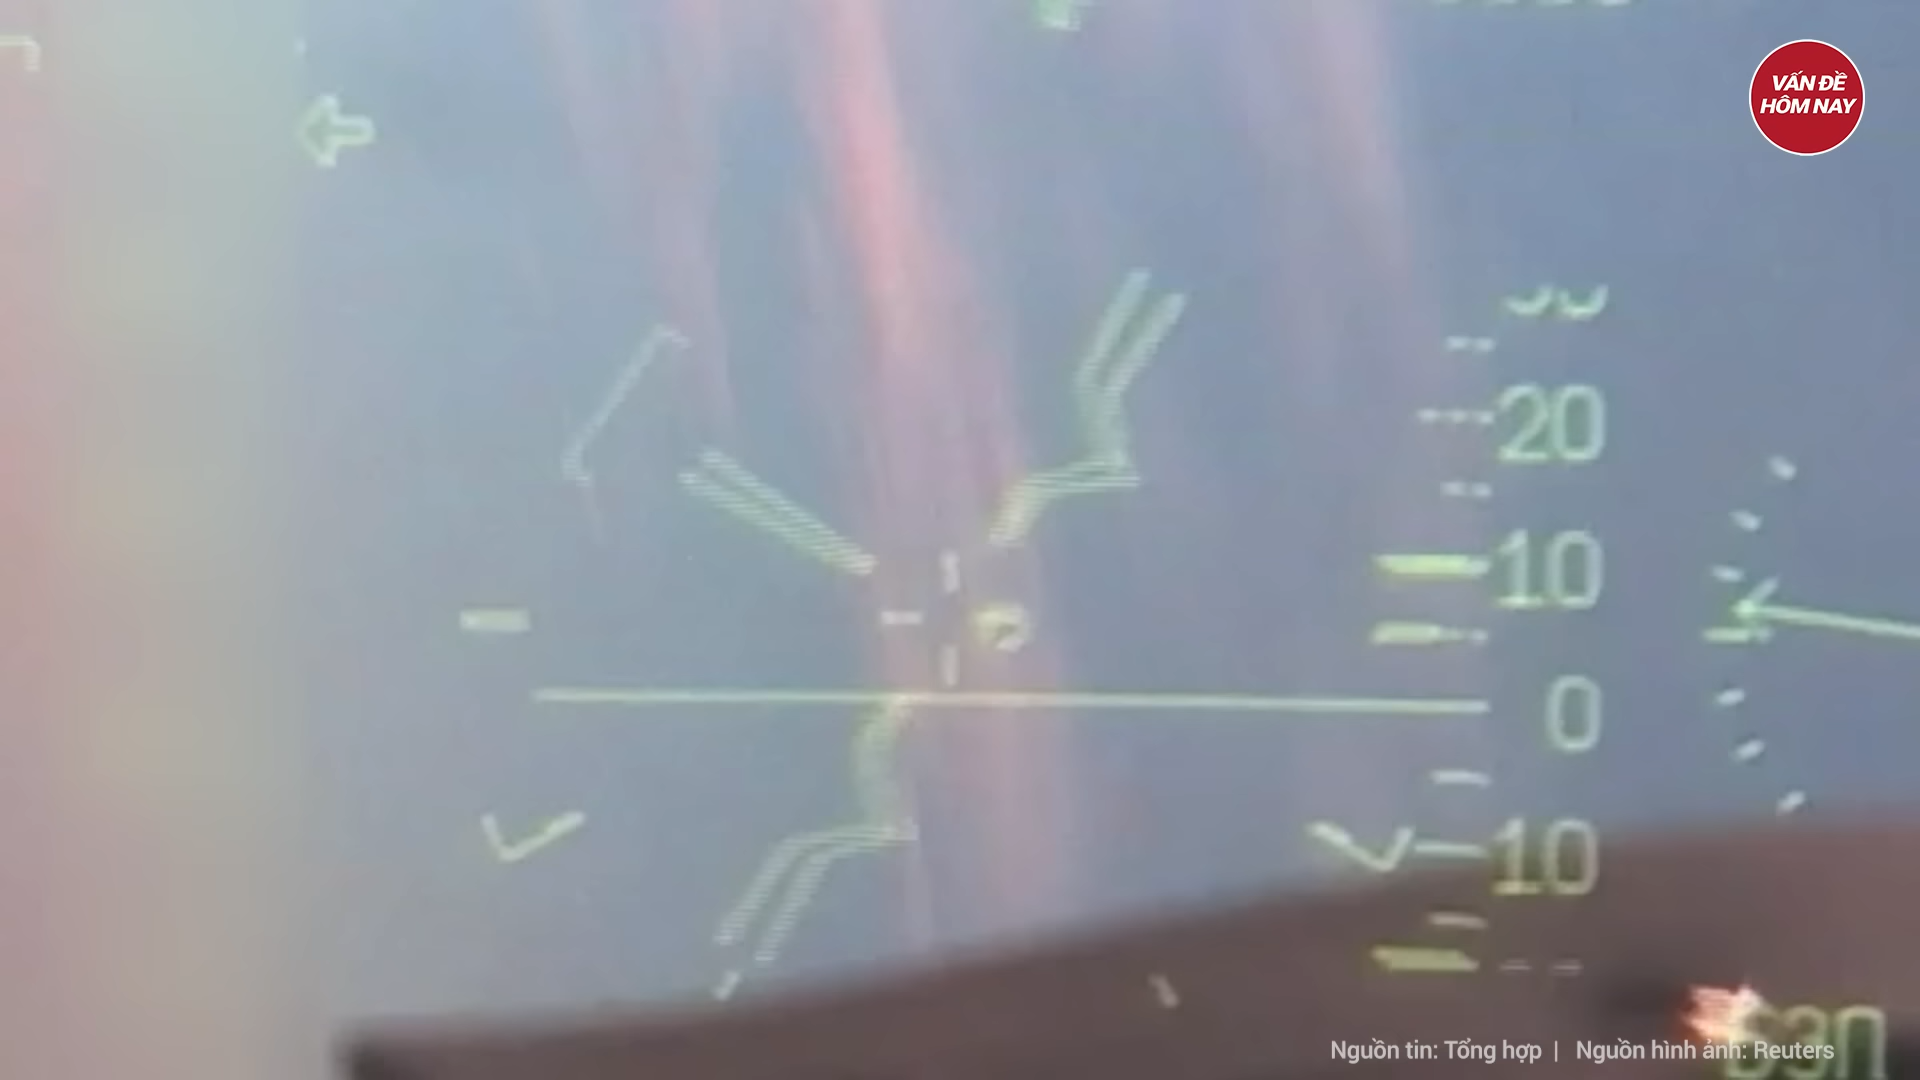 VẤN ĐỀ
HÔM NAY
20
10
0
10
Nguồn tin: Tổng hợp | Nguồn hình ảnh: Reuters